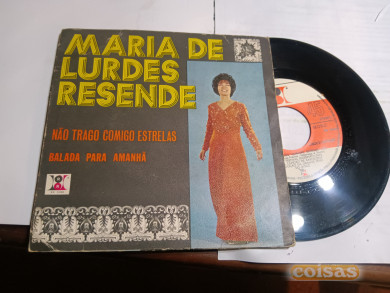 MARIA DE
LURDES
RESENDE
NÃO TRAGO COMIGO ESTRELAS
BALADA PARA AMANHÃ
coisas